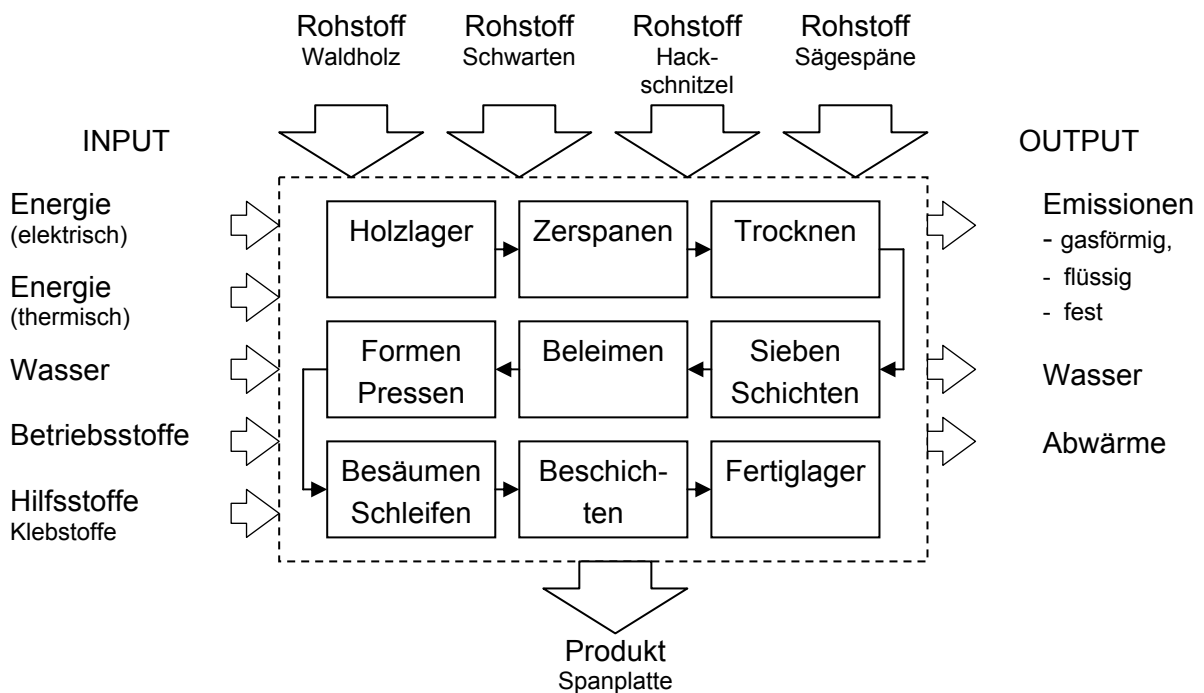 Rohstoff
Waldholz
Rohstoff
Schwarten
Rohstoff
Hack-
schnitzel
Rohstoff
Sägespäne
INPUT
OUTPUT
Energie
(elektrisch)
Energie
(thermisch)
Wasser
Betriebsstoffe
Hilfsstoffe
Klebstoffe
Holzlager
Zerspanen
Trocknen
Formen
Pressen
Beleimen
Sieben
Schichten
Besäumen
Schleifen
Beschich-
ten
Fertiglager
Emissionen
- gasförmig,
- flüssig
- fest
Wasser
Abwärme
Produkt
Spanplatte